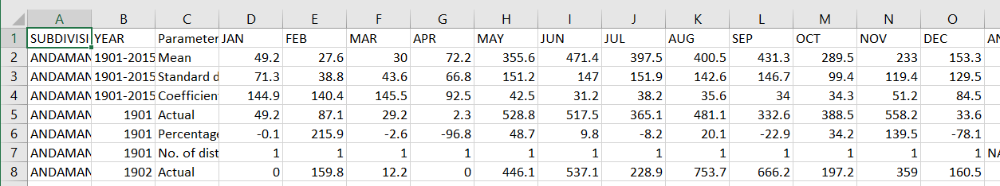 A B C D E F G H I J K L M N O
1 SUBDIVISI YEAR Parameter JAN FEB MAR APR MAY JUN JUL AUG SEP OCT NOV DEC AN
2 ANDAMAN 1901-2015 Mean 49.2 27.6 30 72.2 355.6 471.4 397.5 400.5 431.3 289.5 233 153.3
3 ANDAMAN 1901-2015 Standard d 71.3 38.8 43.6 66.8 151.2 147 151.9 142.6 146.7 99.4 119.4 129.5
4 ANDAMAN 1901-2015 Coefficien 144.9 140.4 145.5 92.5 42.5 31.2 38.2 35.6 34 34.3 51.2 84.5
5 ANDAMAN 1901 Actual 49.2 87.1 29.2 2.3 528.8 517.5 365.1 481.1 332.6 388.5 558.2 33.6
6 ANDAMAN 1901 Percentage -0.1 215.9 -2.6 -96.8 48.7 9.8 -8.2 20.1 -22.9 34.2 139.5 -78.1
7 ANDAMAN 1901 No. of dist 1 1 1 1 1 1 1 1 1 1 1 1 NA
8 ANDAMAN 1902 Actual 0 159.8 12.2 0 446.1 537.1 228.9 753.7 666.2 197.2 359 160.5